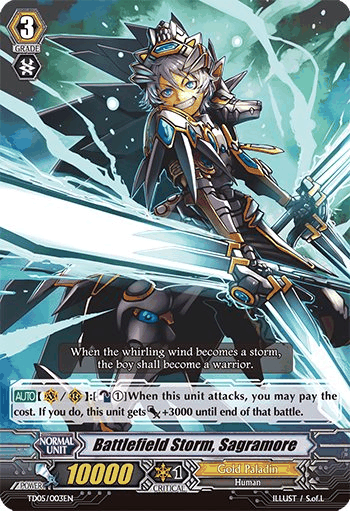 3
GRADE
When the whirling wind becomes a storm,
the boy shall become a warrior.
AUTO [ / ]:[ ①] When this unit attacks, you may pay the
cost. If you do, this unit gets +3000 until end of that battle.
NORMAL
UNIT
Battlefield Storm, Sagramore
POWER 10000
1
CRITICAL
Gold Paladin
Human
TD05/003EN
ILLUST / S.of.L